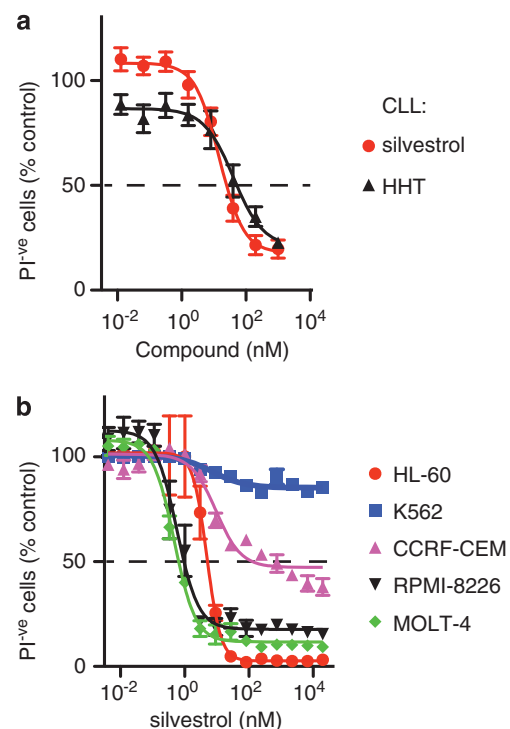 a
PI⁻ᵛᵉ cells (% control)
100
50
0
10⁻² 10⁰ 10² 10⁴
Compound (nM)
CLL:
silvestrol
HHT
b
PI⁻ᵛᵉ cells (% control)
100
50
0
10⁻² 10⁰ 10² 10⁴
silvestrol (nM)
HL-60
K562
CCRF-CEM
RPMI-8226
MOLT-4